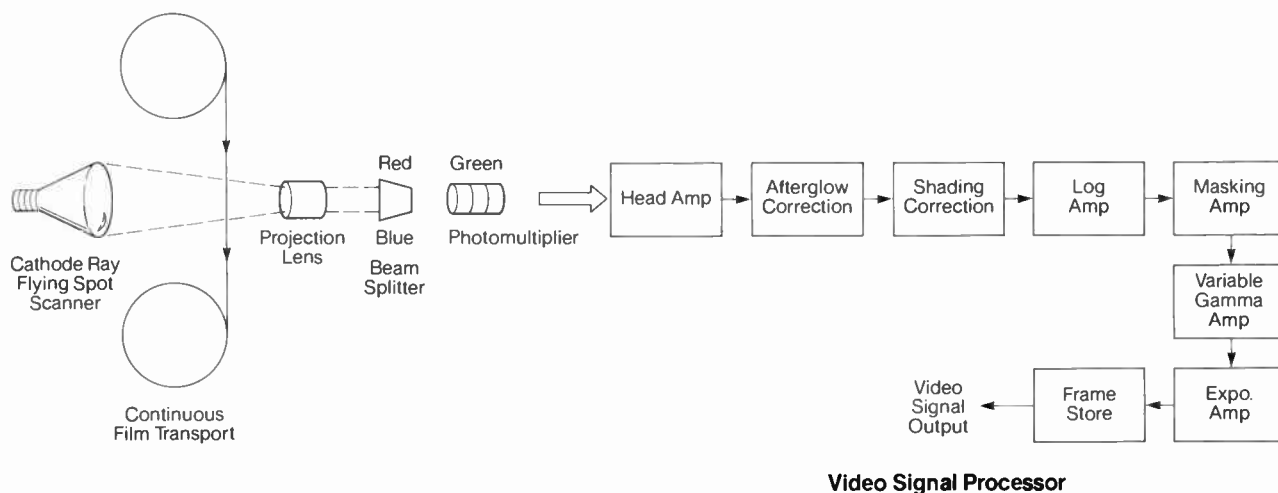 Cathode Ray
Flying Spot
Scanner
Continuous
Film Transport
Projection
Lens
Red
Blue
Beam
Splitter
Green
Photomultiplier
Head Amp
Afterglow
Correction
Shading
Correction
Log
Amp
Masking
Amp
Variable
Gamma
Amp
Expo.
Amp
Frame
Store
Video
Signal
Output
Video Signal Processor